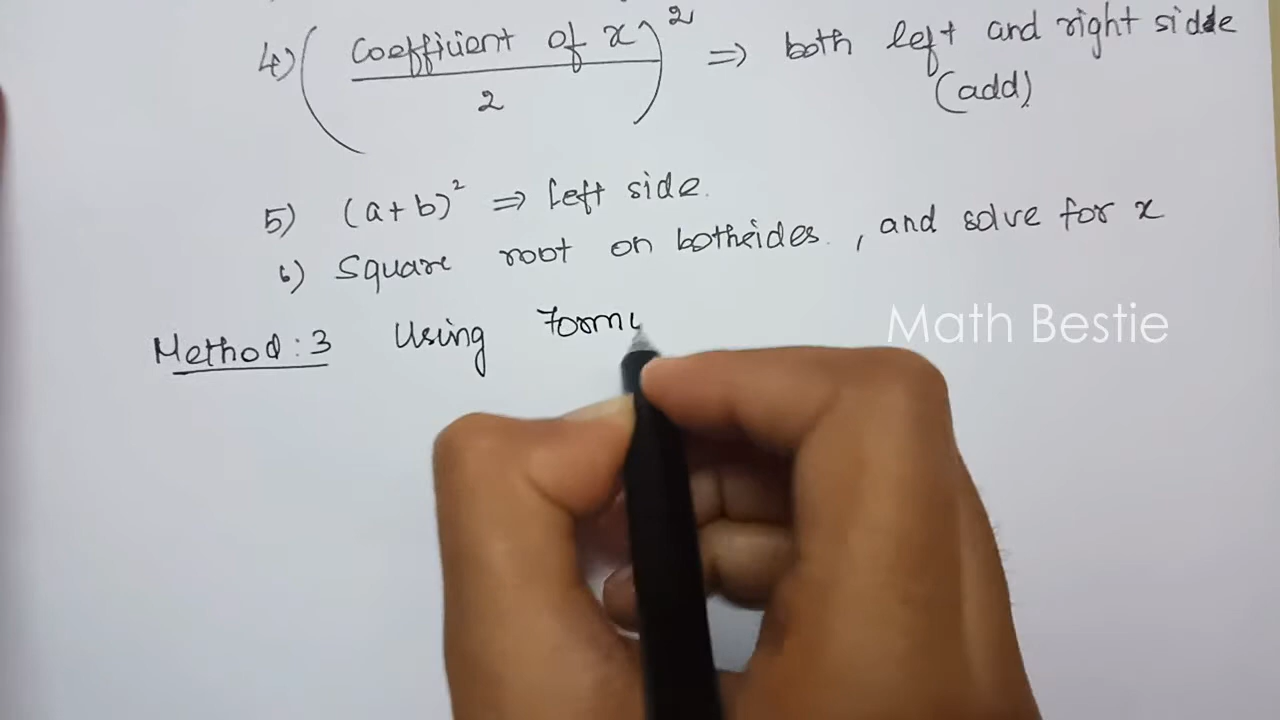 4) (coefficient of x / 2)² ⇒ both left and right side
(add)
5) (a+b)² ⇒ left side.
6) Square root on bothsides. , and solve for x
Method : 3 Using Formu
Math Bestie